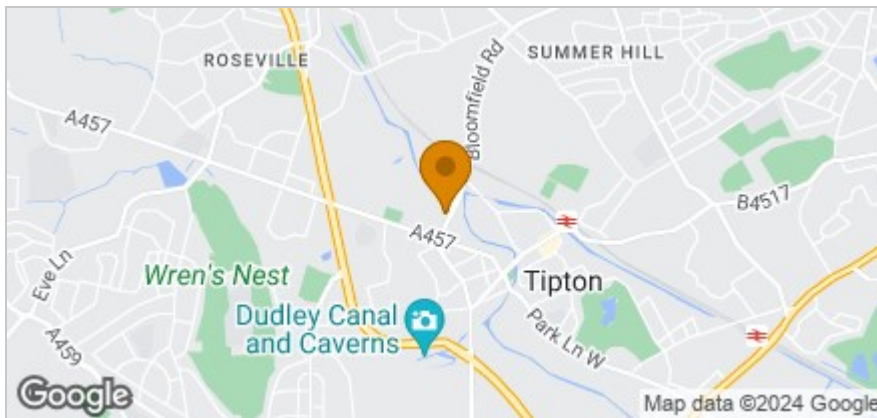 ROSEVILLE
SUMMER HILL
Bloomfield Rd
A457
B4517
A457
Eve Ln
Wren's Nest
Tipton
Dudley Canal
and Caverns
Park Ln W
A459
Google
Map data ©2024 Google